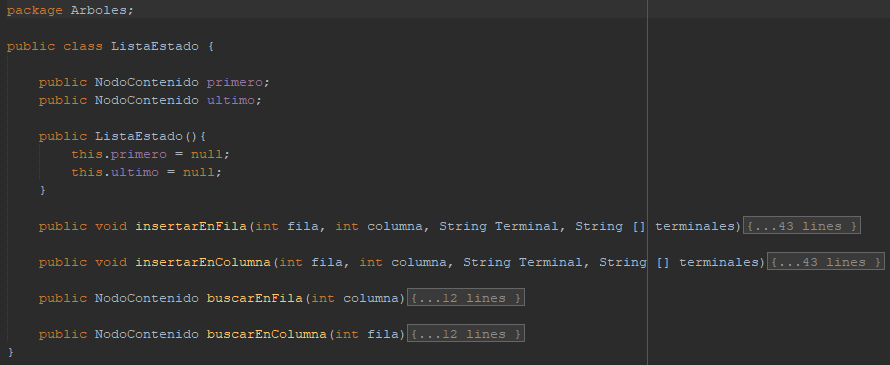 package Arboles;
public class ListaEstado {
public NodoContenido primero;
public NodoContenido ultimo;
public ListaEstado(){
this.primero = null;
this.ultimo = null;
}
public void insertarEnFila(int fila, int columna, String Terminal, String [] terminales){...43 lines }
public void insertarEnColumna(int fila, int columna, String Terminal, String [] terminales){...43 lines }
public NodoContenido buscarEnFila(int columna){...12 lines }
public NodoContenido buscarEnColumna(int fila){...12 lines }
}